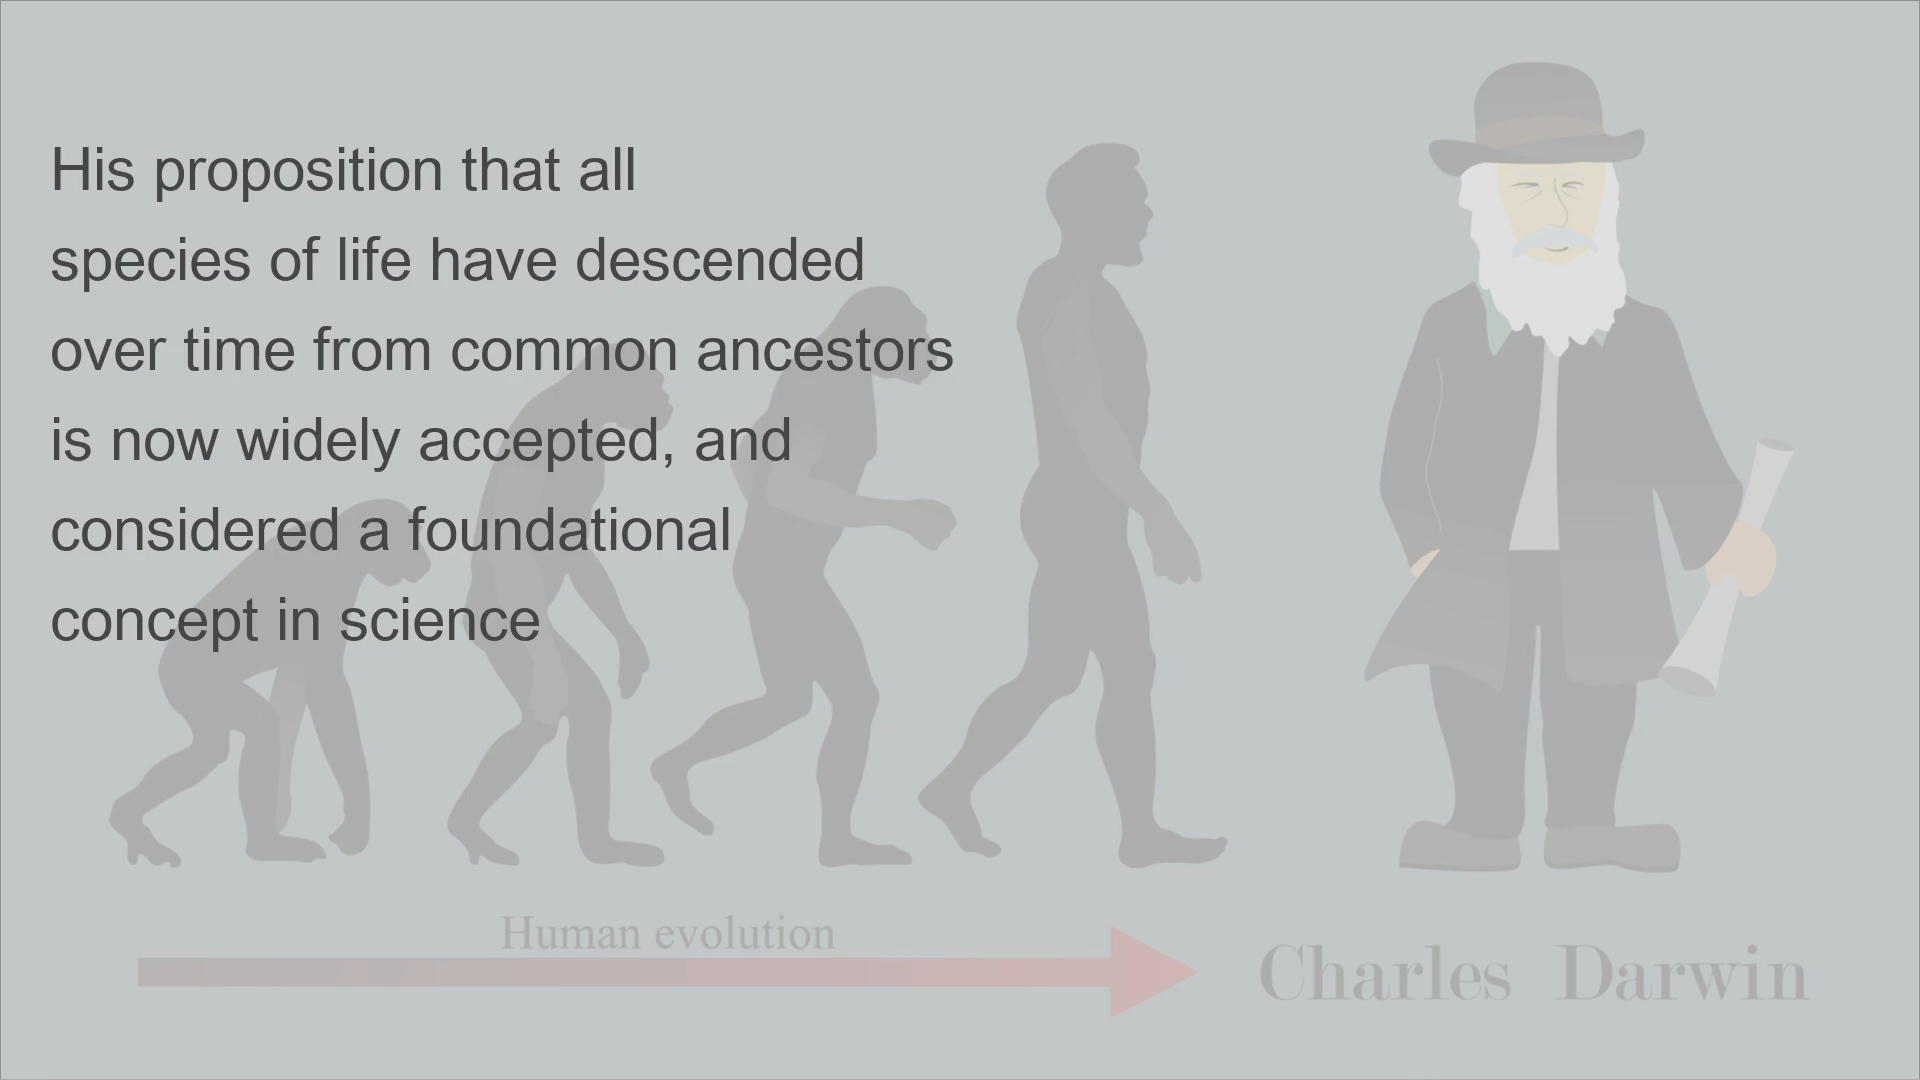 His proposition that all
species of life have descended
over time from common ancestors
is now widely accepted, and
considered a foundational
concept in science
Human evolution
Charles Darwin